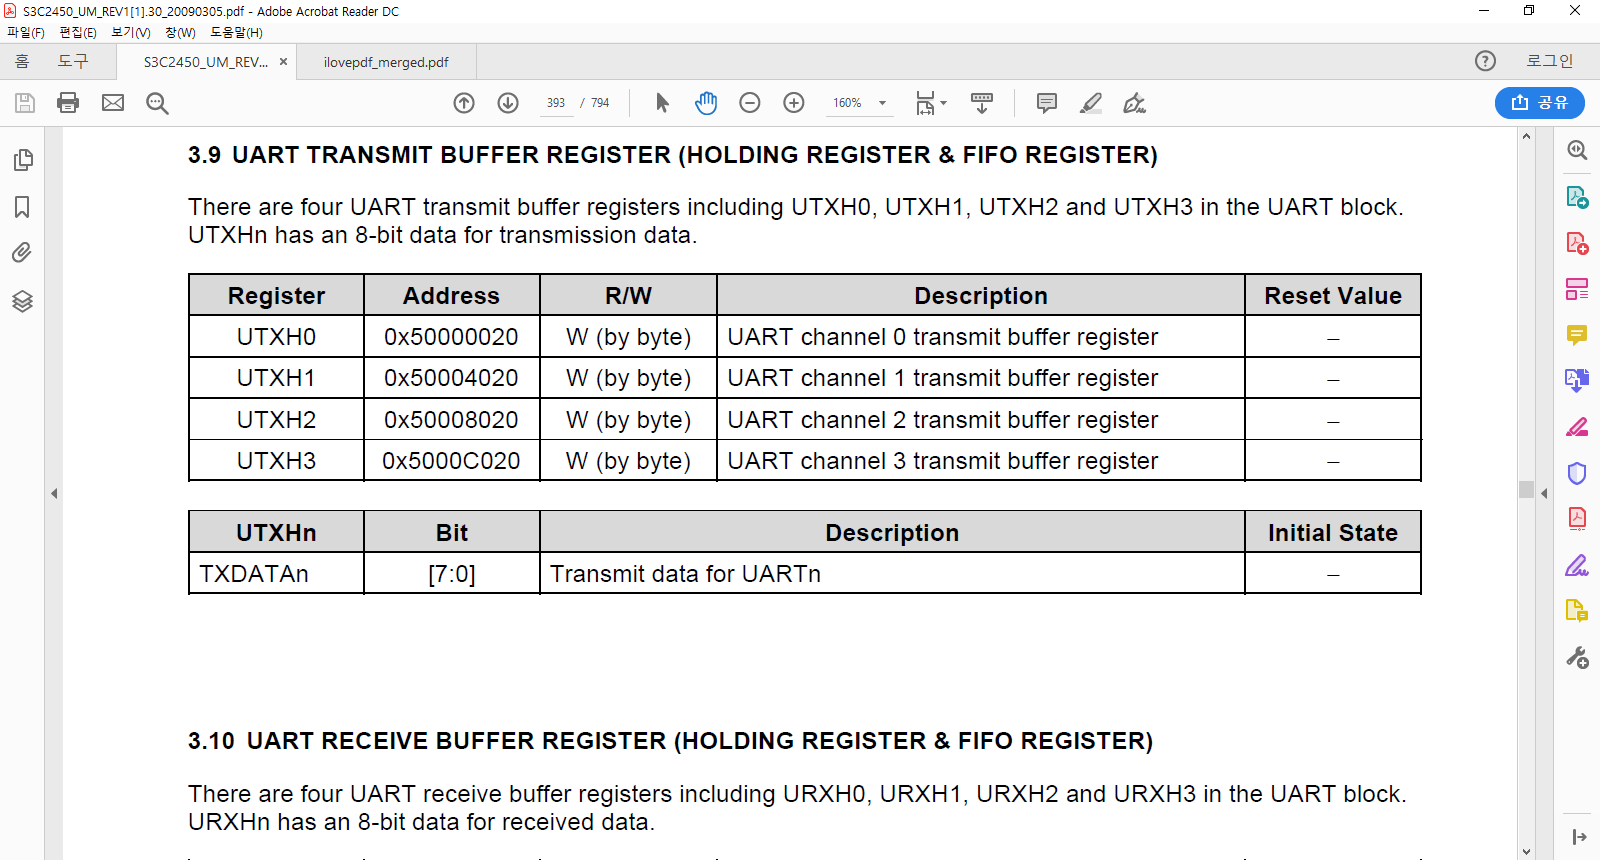 S3C2450_UM_REV1[1].30_20090305.pdf - Adobe Acrobat Reader DC
파일(F) 편집(E) 보기(V) 창(W) 도움말(H)
홈 도구 S3C2450_UM_REV... × ilovepdf_merged.pdf ? 로그인
393 / 794 160% 공유
3.9 UART TRANSMIT BUFFER REGISTER (HOLDING REGISTER & FIFO REGISTER)
There are four UART transmit buffer registers including UTXH0, UTXH1, UTXH2 and UTXH3 in the UART block.
UTXHn has an 8-bit data for transmission data.
Register Address R/W Description Reset Value
UTXH0 0x50000020 W (by byte) UART channel 0 transmit buffer register –
UTXH1 0x50004020 W (by byte) UART channel 1 transmit buffer register –
UTXH2 0x50008020 W (by byte) UART channel 2 transmit buffer register –
UTXH3 0x5000C020 W (by byte) UART channel 3 transmit buffer register –
UTXHn Bit Description Initial State
TXDATAn [7:0] Transmit data for UARTn –
3.10 UART RECEIVE BUFFER REGISTER (HOLDING REGISTER & FIFO REGISTER)
There are four UART receive buffer registers including URXH0, URXH1, URXH2 and URXH3 in the UART block.
URXHn has an 8-bit data for received data.